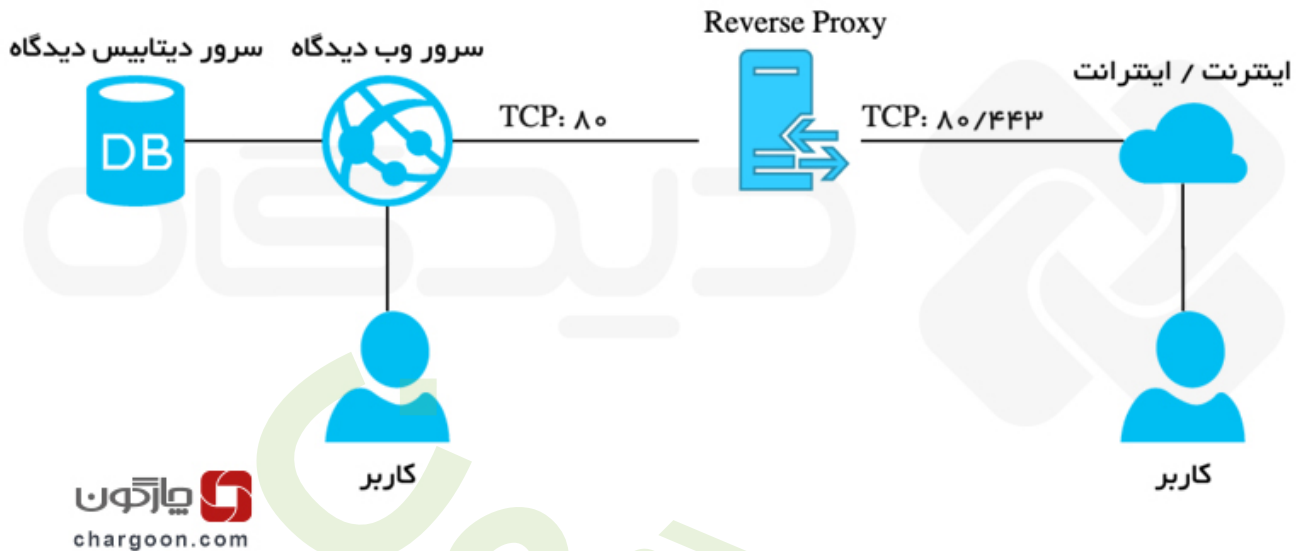 Reverse Proxy
سرور دیتابیس دیدگاه
سرور وب دیدگاه
اینترنت / اینترانت
DB
TCP: ۸۰
TCP: ۸۰/۴۴۳
دیدگاه
کاربر
کاربر
چارگون
chargoon.com